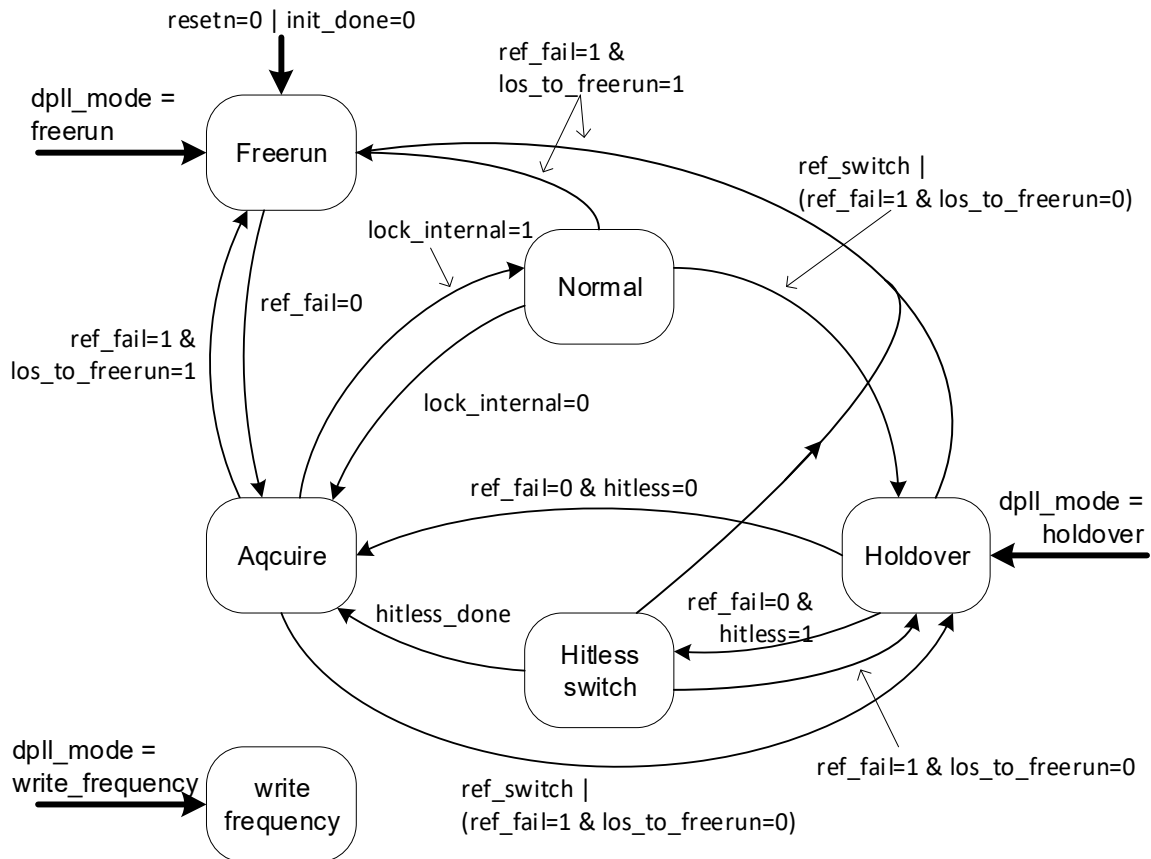 resetn=0 | init_done=0
ref_fail=1 &
los_to_freerun=1
dpll_mode =
freerun
Freerun
ref_switch |
(ref_fail=1 & los_to_freerun=0)
lock_internal=1
Normal
ref_fail=0
ref_fail=1 &
los_to_freerun=1
lock_internal=0
ref_fail=0 & hitless=0
dpll_mode =
holdover
Aqcuire
Holdover
hitless_done
ref_fail=0 &
hitless=1
Hitless
switch
dpll_mode =
write_frequency
write
frequency
ref_switch |
(ref_fail=1 & los_to_freerun=0)
ref_fail=1 & los_to_freerun=0